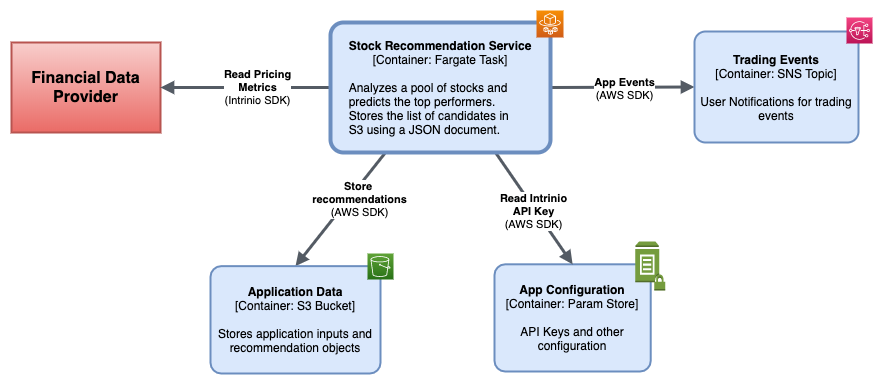 Stock Recommendation Service
[Container: Fargate Task]
Analyzes a pool of stocks and
predicts the top performers.
Stores the list of candidates in
S3 using a JSON document.
Financial Data
Provider
Read Pricing
Metrics
(Intrinio SDK)
App Events
(AWS SDK)
Trading Events
[Container: SNS Topic]
User Notifications for trading
events
Store
recommendations
(AWS SDK)
Read Intrinio
API Key
(AWS SDK)
Application Data
[Container: S3 Bucket]
Stores application inputs and
recommendation objects
App Configuration
[Container: Param Store]
API Keys and other
configuration